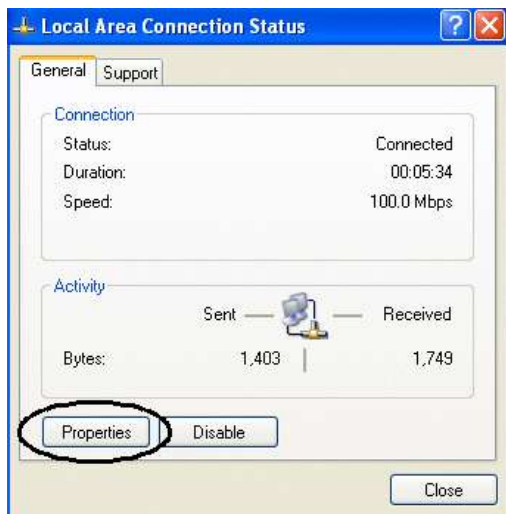 Local Area Connection Status
General Support
Connection
Status: Connected
Duration: 00:05:34
Speed: 100.0 Mbps
Activity
Sent Received
Bytes: 1,403 1,749
Properties Disable
Close